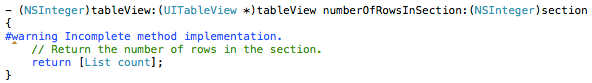 - (NSInteger)tableView:(UITableView *)tableView numberOfRowsInSection:(NSInteger)section
{
#warning Incomplete method implementation.
    // Return the number of rows in the section.
    return [List count];
}